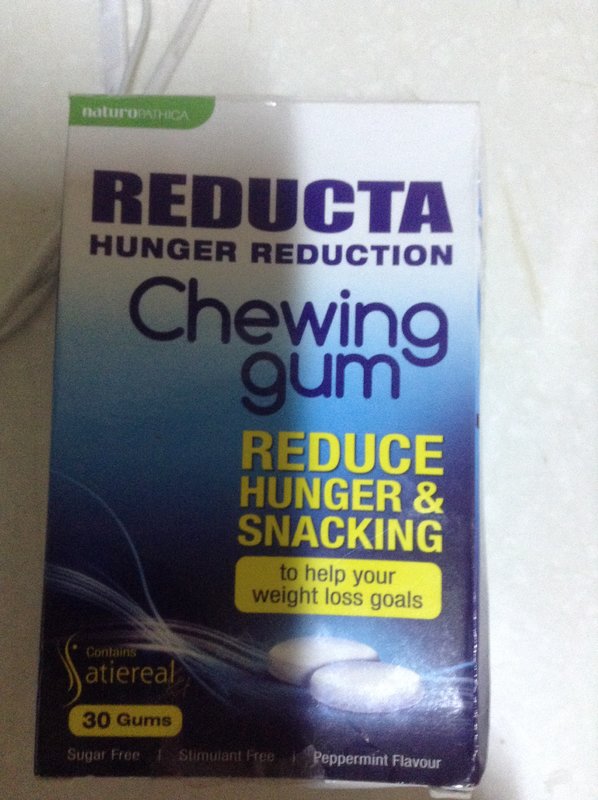 naturoPATHICA
REDUCTA
HUNGER REDUCTION
Chewing
gum
REDUCE
HUNGER &
SNACKING
to help your
weight loss goals
Contains
Satiereal
30 Gums
Sugar Free | Stimulant Free | Peppermint Flavour